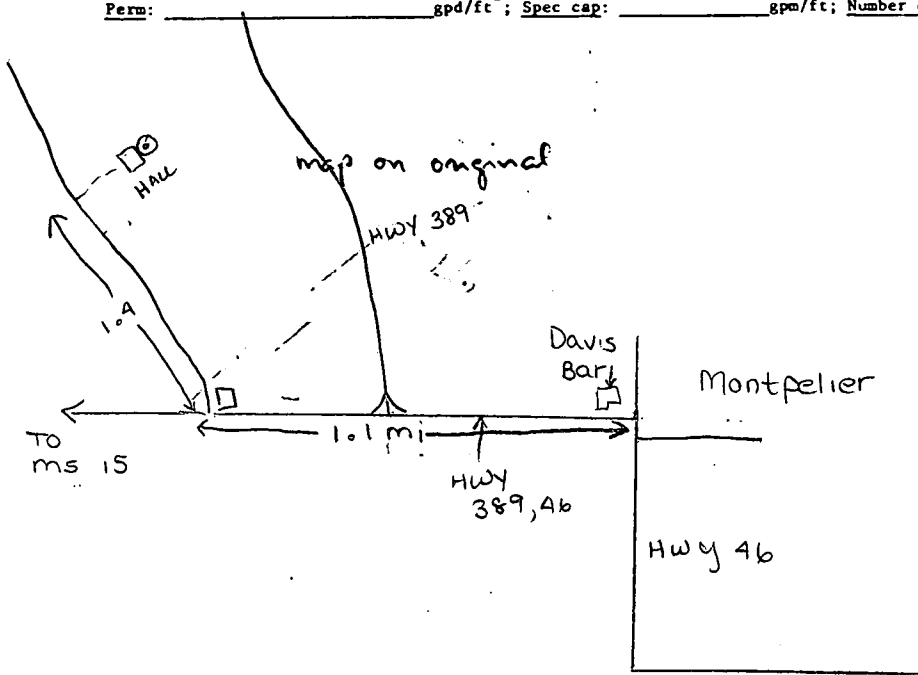 Perm: gpd/ft²; Spec cap: gpm/ft; Number
map on original
HALL
HWY 389
1.4
Davis
Bar
Montpelier
1.1 mi
TO
ms 15
HWY
389, 46
HWY 46